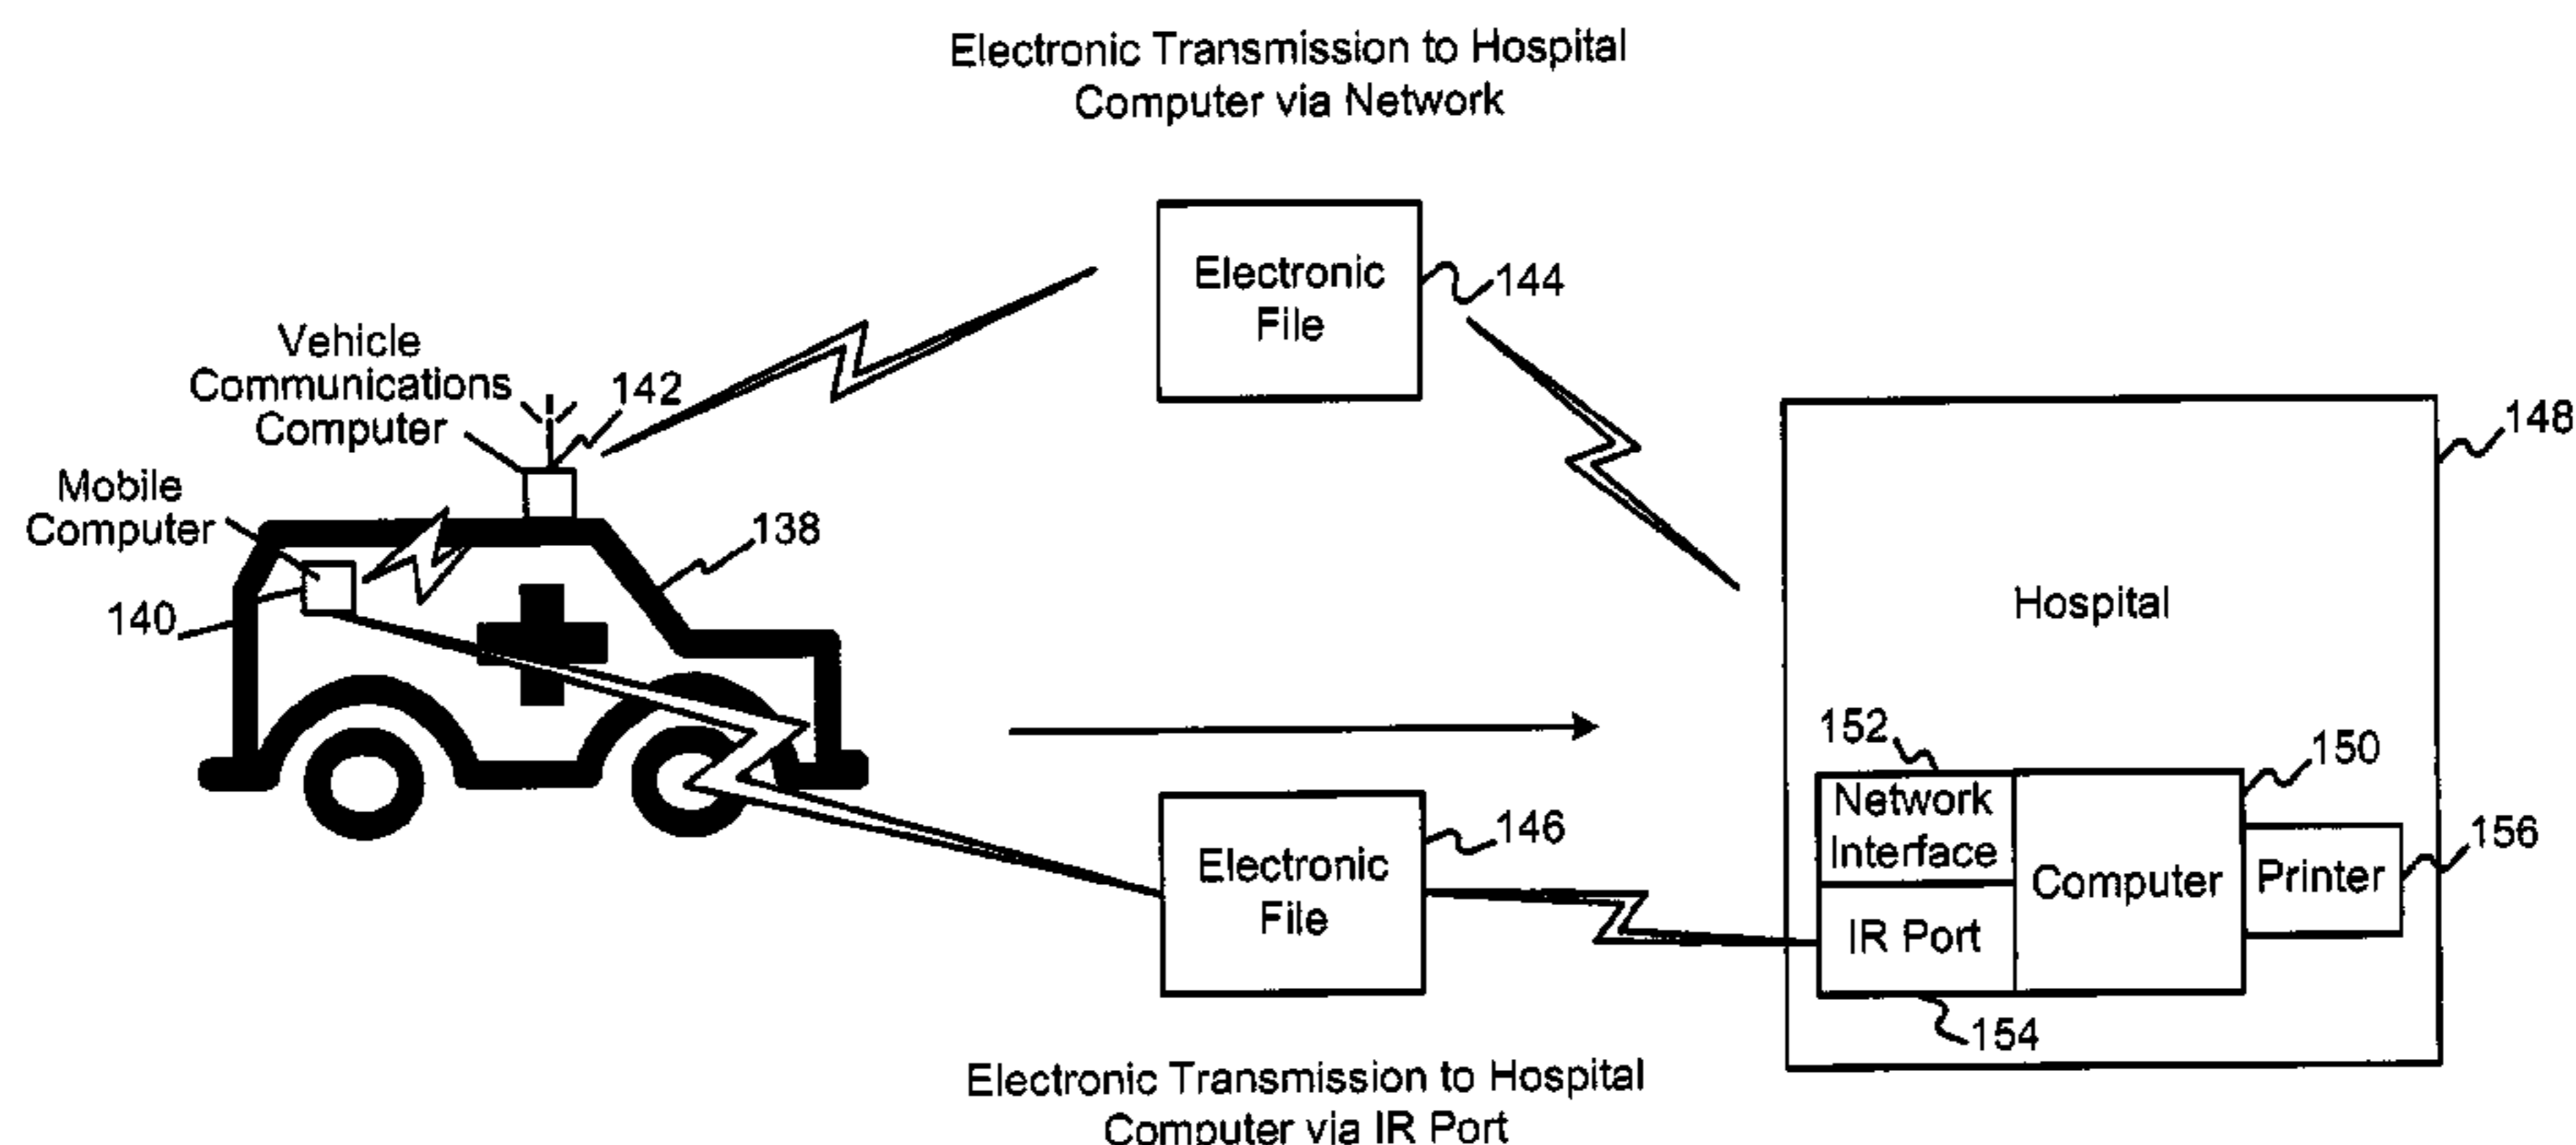 Electronic Transmission to Hospital
Computer via Network
Electronic
File
144
Vehicle
Communications
Computer
142
148
Mobile
Computer
138
140
Hospital
152
150
Network
Interface
146
156
Electronic
File
Computer
Printer
IR Port
154
Electronic Transmission to Hospital
Computer via IR Port